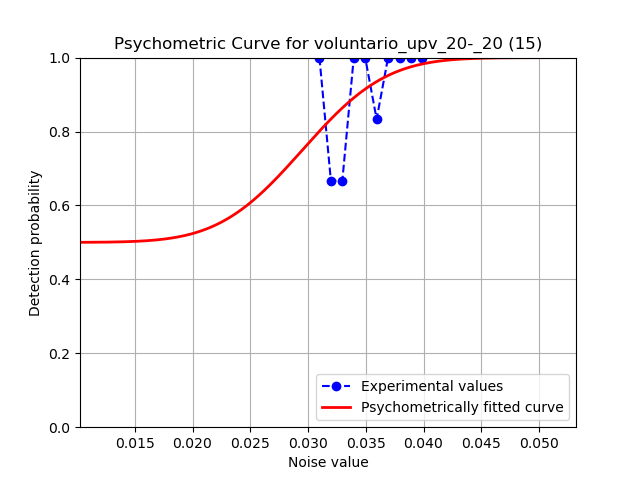 Psychometric Curve for voluntario_upv_20-_20 (15)
Detection probability
1.0
0.8
0.6
0.4
0.2
0.0
Experimental values
Psychometrically fitted curve
0.015 0.020 0.025 0.030 0.035 0.040 0.045 0.050
Noise value